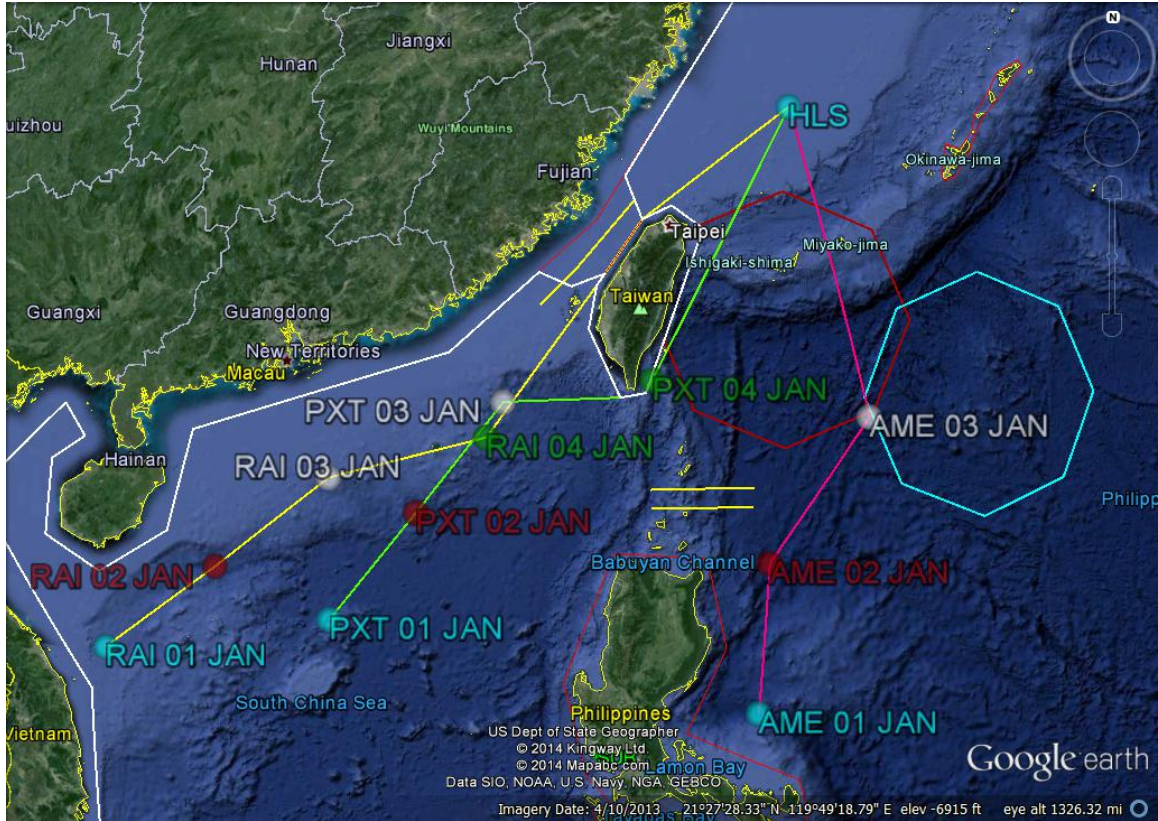 N
Jiangxi
Hunan
uizhou
Wuyi Mountains
HLS
Okinawa-jima
Fujian
Taipei
Miyako-jima
Ishigaki-shima
Taiwan
Guangxi
Guangdong
New Territories
Macau
PXT 03 JAN
PXT 04 JAN
AME 03 JAN
RAI 04 JAN
Hainan
RAI 03 JAN
Philipp
PXT 02 JAN
Babuyan Channel
RAI 02 JAN
AME 02 JAN
PXT 01 JAN
RAI 01 JAN
South China Sea
Philippines
AME 01 JAN
Vietnam
US Dept of State Geographer
© 2014 Kingway Ltd.
© 2014 Mapabc.com
Lamon Bay
Data SIO, NOAA, U.S. Navy, NGA, GEBCO
Google earth
Imagery Date: 4/10/2013 21°27'28.33" N 119°49'18.79" E elev -6915 ft eye alt 1326.32 mi